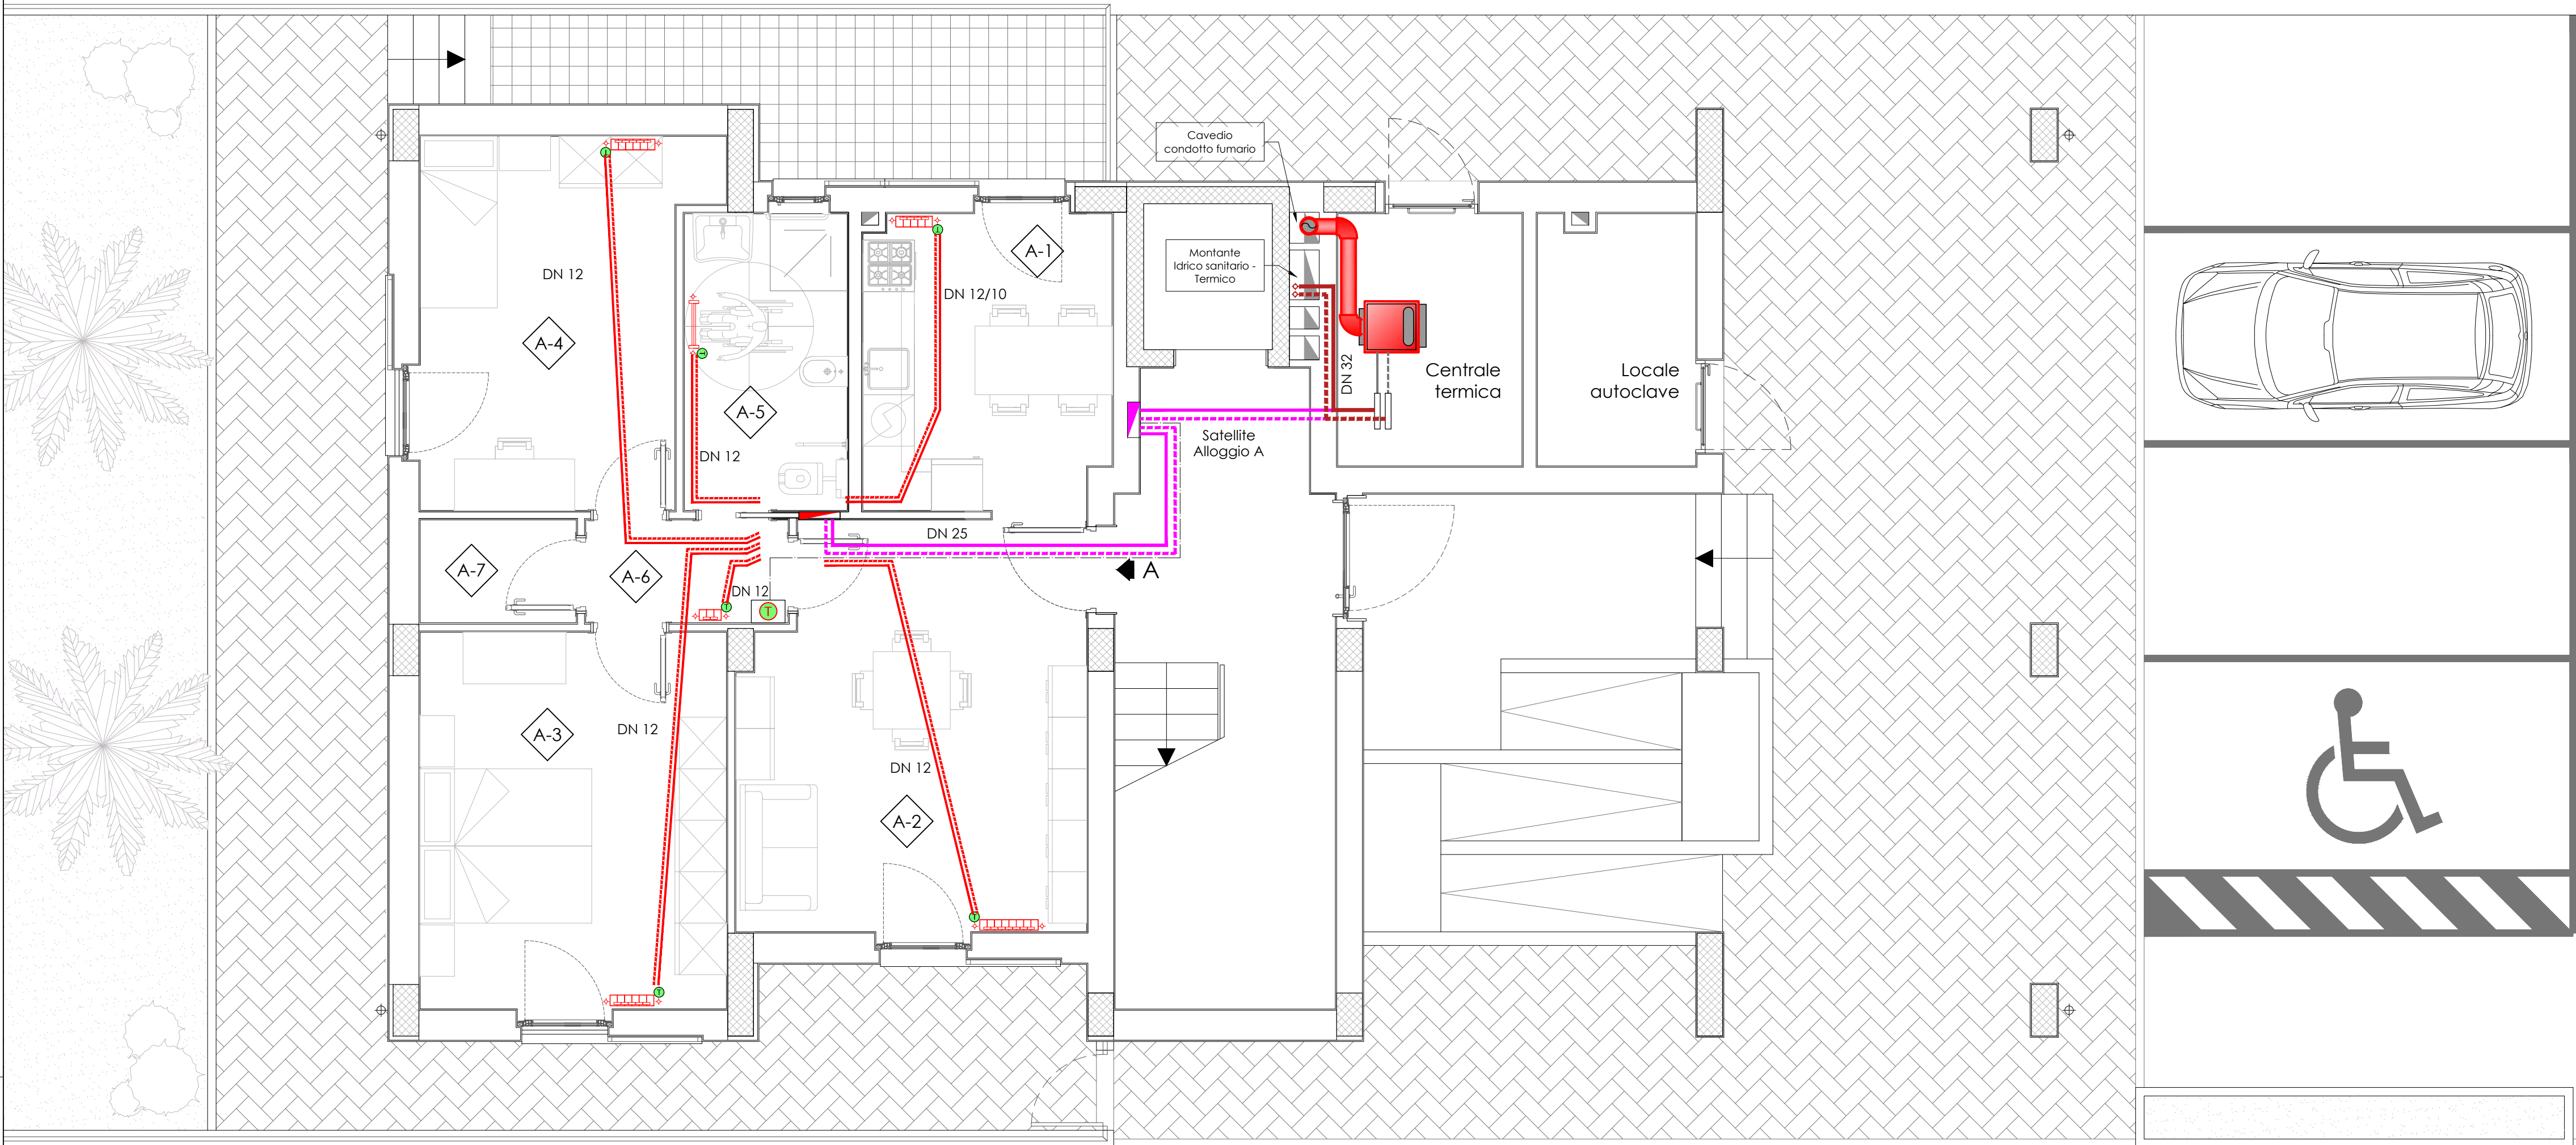 Cavedio
condotto fumario
Montante
Idrico sanitario -
Termico
DN 12
A-1
DN 12/10
A-4
DN 32
Centrale
termica
Locale
autoclave
A-5
Satellite
Alloggio A
DN 12
DN 25
A-7
A-6
A
DN 12
T
A-3
DN 12
DN 12
A-2
T
T
T
T
T
T